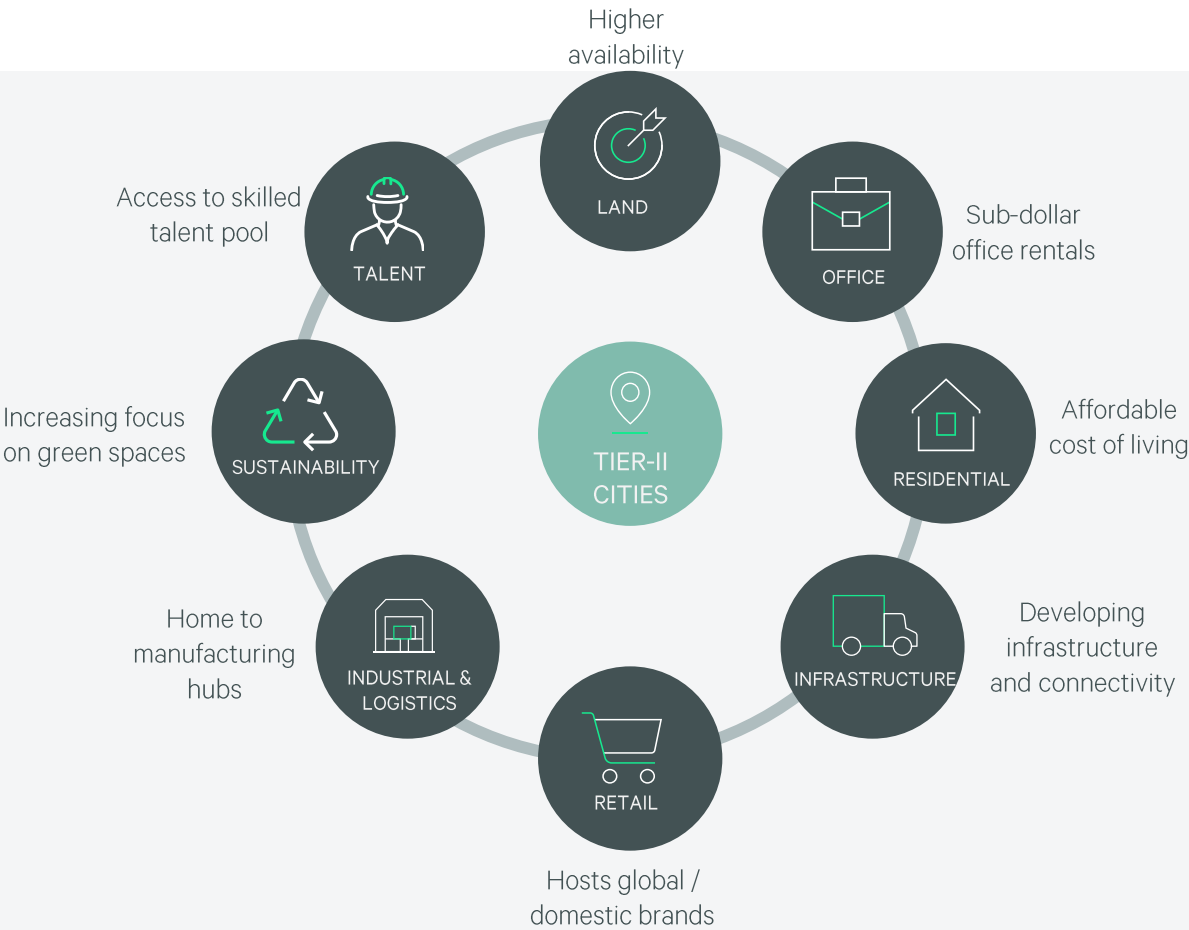 Higher
availability
LAND
Sub-dollar
office rentals
OFFICE
Affordable
cost of living
RESIDENTIAL
Developing
infrastructure
and connectivity
INFRASTRUCTURE
Hosts global /
domestic brands
RETAIL
Home to
manufacturing
hubs
INDUSTRIAL &
LOGISTICS
Increasing focus
on green spaces
SUSTAINABILITY
Access to skilled
talent pool
TALENT
TIER-II
CITIES